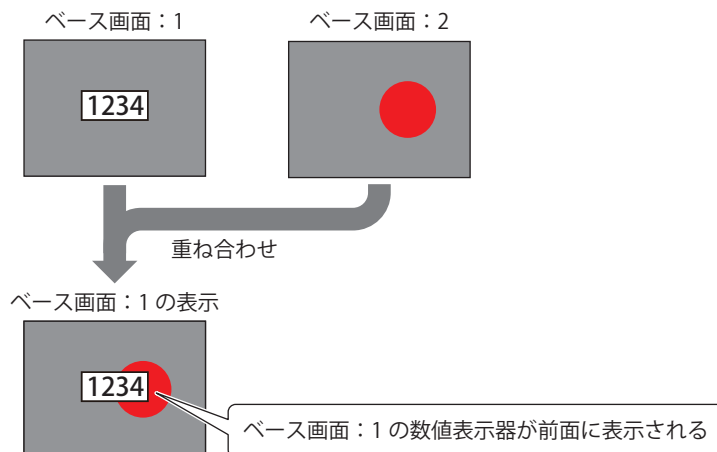 ベース画面：1
ベース画面：2
1234
重ね合わせ
ベース画面：1 の表示
1234
ベース画面：1 の数値表示器が前面に表示される